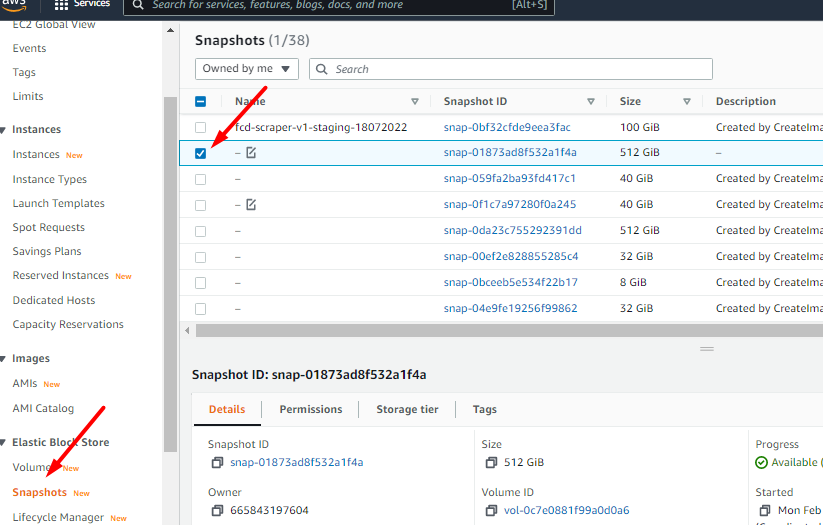 aws
Services
Search for services, features, blogs, docs, and more
[Alt+S]
EC2 Global View
Events
Tags
Limits
Instances
Instances New
Instance Types
Launch Templates
Spot Requests
Savings Plans
Reserved Instances New
Dedicated Hosts
Capacity Reservations
Images
AMIs New
AMI Catalog
Elastic Block Store
Volumes New
Snapshots New
Lifecycle Manager New
Snapshots (1/38)
Owned by me
Search
Name Snapshot ID Size Description
fcd-scraper-v1-staging-18072022 snap-0bf32cfde9eea3fac 100 GiB Created by CreateIma
– snap-01873ad8f532a1f4a 512 GiB –
– snap-059fa2ba93fd417c1 40 GiB Created by CreateIma
– snap-0f1c7a97280f0a245 40 GiB Created by CreateIma
– snap-0da23c755292391dd 512 GiB Created by CreateIma
– snap-00ef2e828855285c4 32 GiB Created by CreateIma
– snap-0bceeb5e534f22b17 8 GiB Created by CreateIma
– snap-04e9fe19256f99862 32 GiB Created by CreateIma
Snapshot ID: snap-01873ad8f532a1f4a
Details Permissions Storage tier Tags
Snapshot ID Size Progress
snap-01873ad8f532a1f4a 512 GiB Available (
Owner Volume ID Started
665843197604 vol-0c7e0881f99a0d0a6 Mon Feb